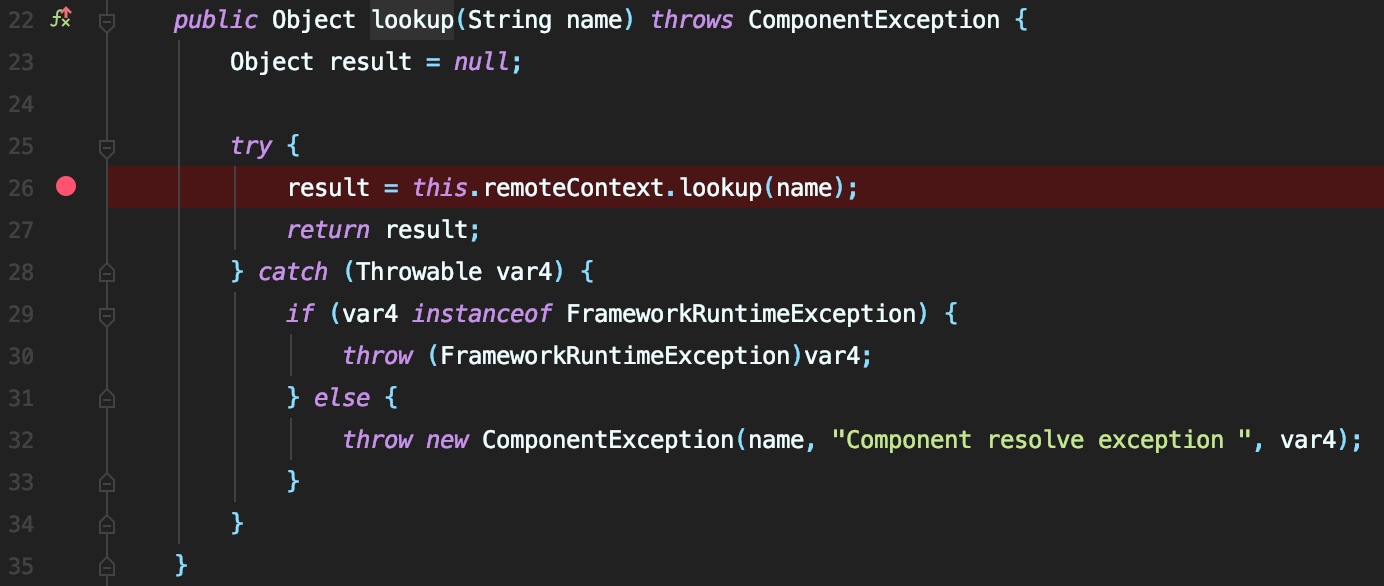 22 public Object lookup(String name) throws ComponentException {
23 Object result = null;
24
25 try {
26 result = this.remoteContext.lookup(name);
27 return result;
28 } catch (Throwable var4) {
29 if (var4 instanceof FrameworkRuntimeException) {
30 throw (FrameworkRuntimeException)var4;
31 } else {
32 throw new ComponentException(name, "Component resolve exception ", var4);
33 }
34 }
35 }